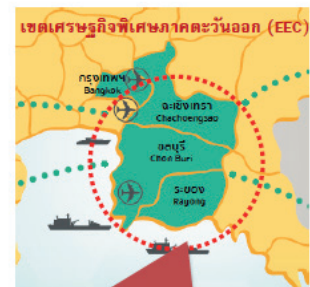 เขตเศรษฐกิจพิเศษภาคตะวันออก (EEC)
กรุงเทพฯ
Bangkok
ฉะเชิงเทรา
Chachoengsao
ชลบุรี
Chon Buri
ระยอง
Rayong